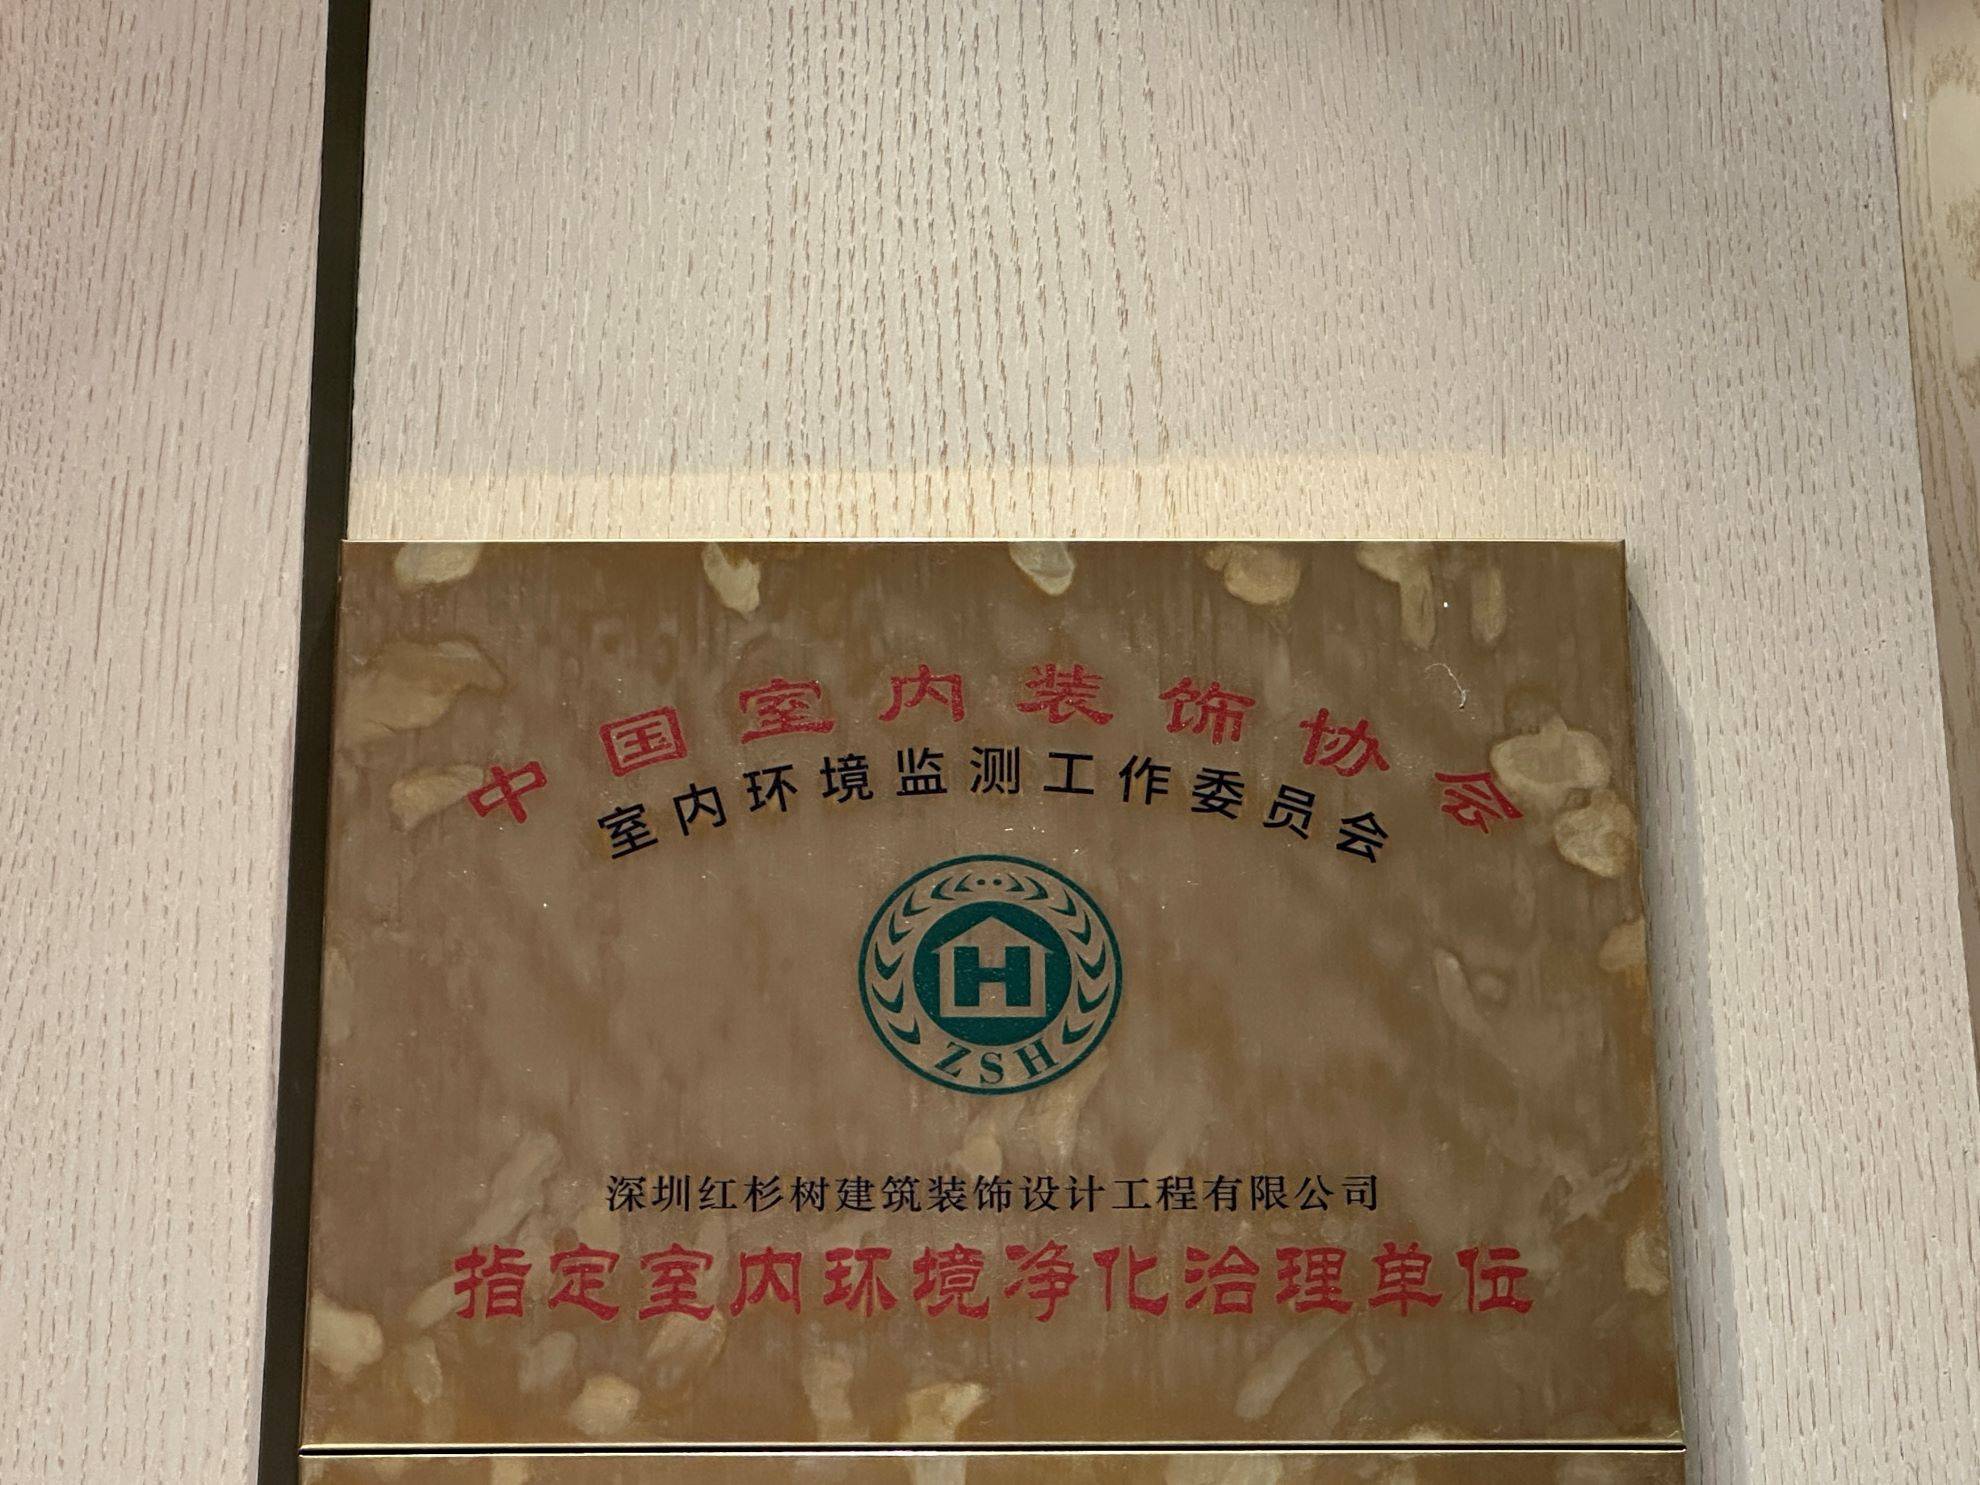 中国室内装饰协会
室内环境监测工作委员会
H
ZSH
深圳红杉树建筑装饰设计工程有限公司
指定室内环境净化治理单位